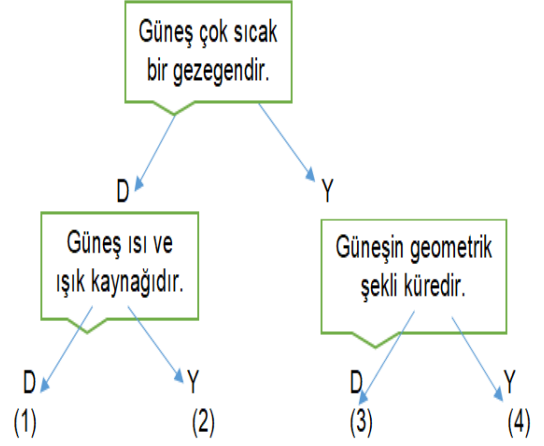 Güneş çok sıcak
bir gezegendir.
D
Y
Güneş ısı ve
ışık kaynağıdır.
Güneşin geometrik
şekli küredir.
D
Y
D
Y
(1)
(2)
(3)
(4)